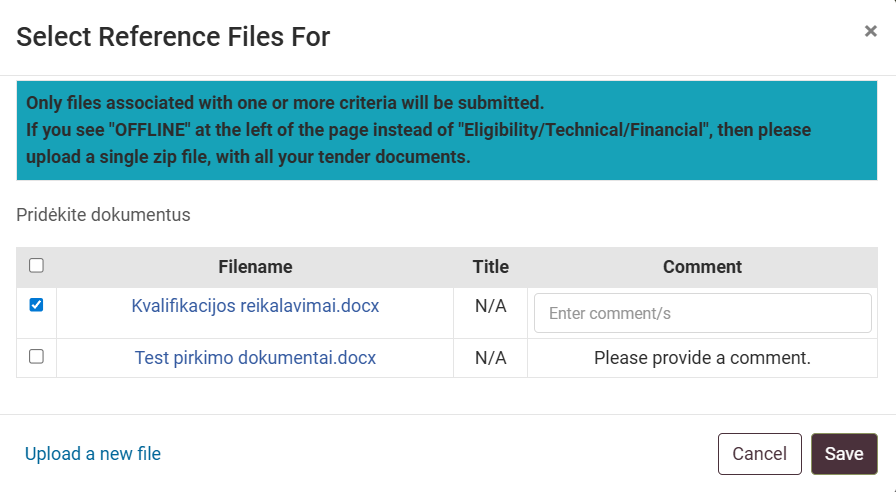 Select Reference Files For
×
Only files associated with one or more criteria will be submitted.
If you see "OFFLINE" at the left of the page instead of "Eligibility/Technical/Financial", then please
upload a single zip file, with all your tender documents.
Pridėkite dokumentus
Filename Title Comment
Kvalifikacijos reikalavimai.docx N/A Enter comment/s
Test pirkimo dokumentai.docx N/A Please provide a comment.
Upload a new file Cancel Save